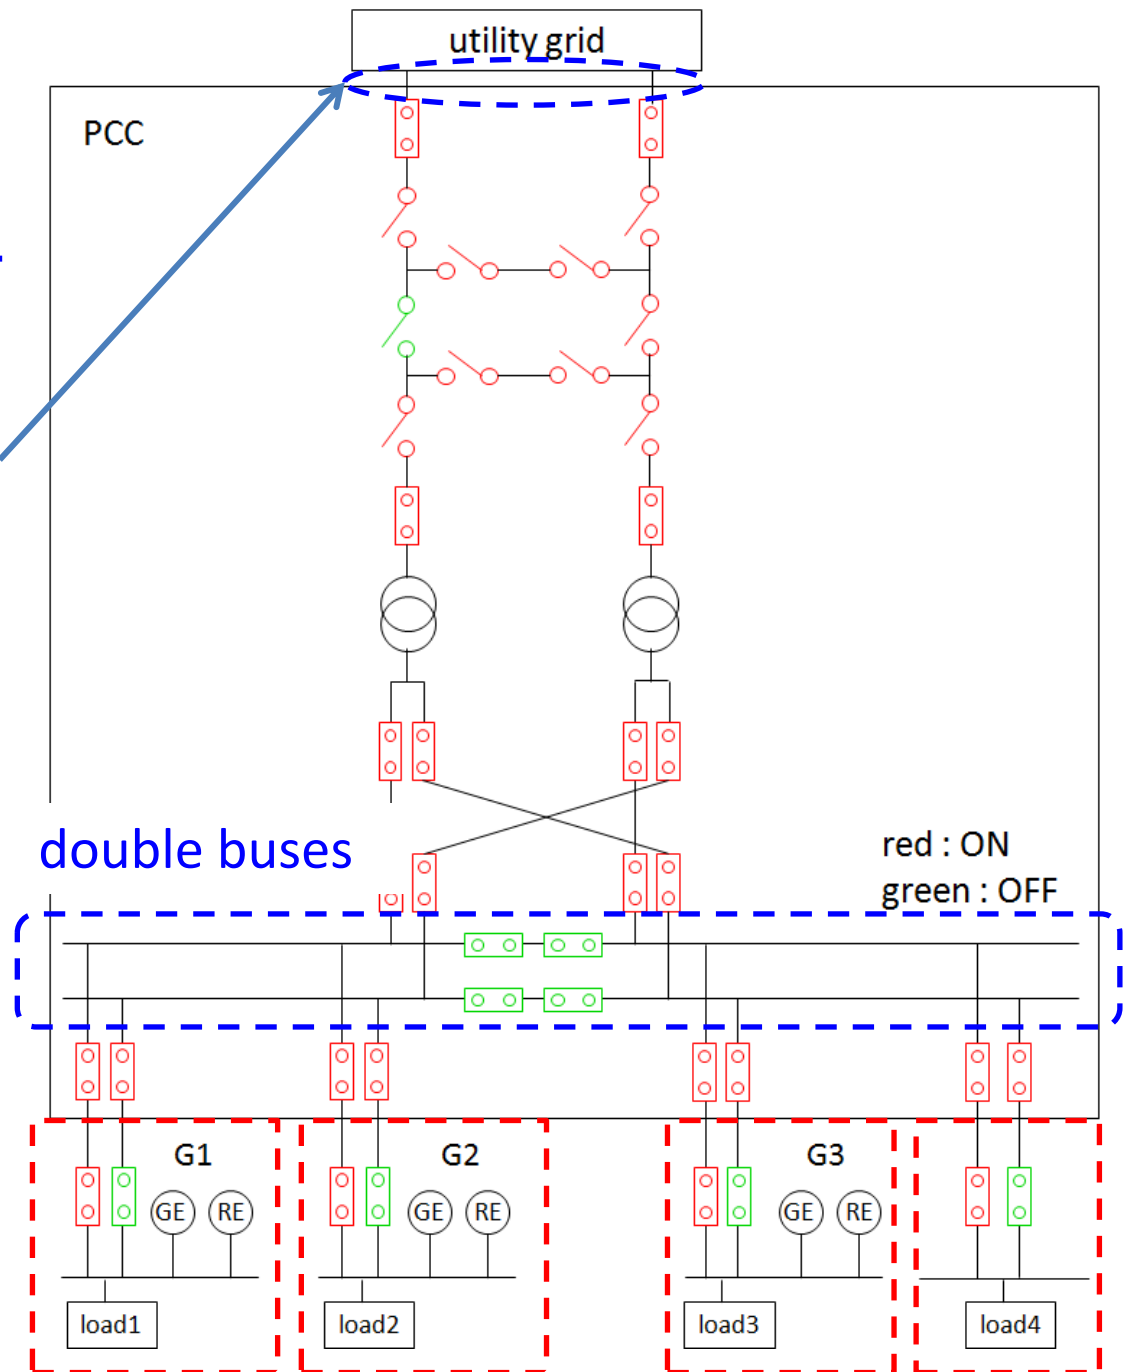 utility grid
PCC
double buses
red : ON
green : OFF
G1
G2
G3
GE
RE
GE
RE
GE
RE
load1
load2
load3
load4